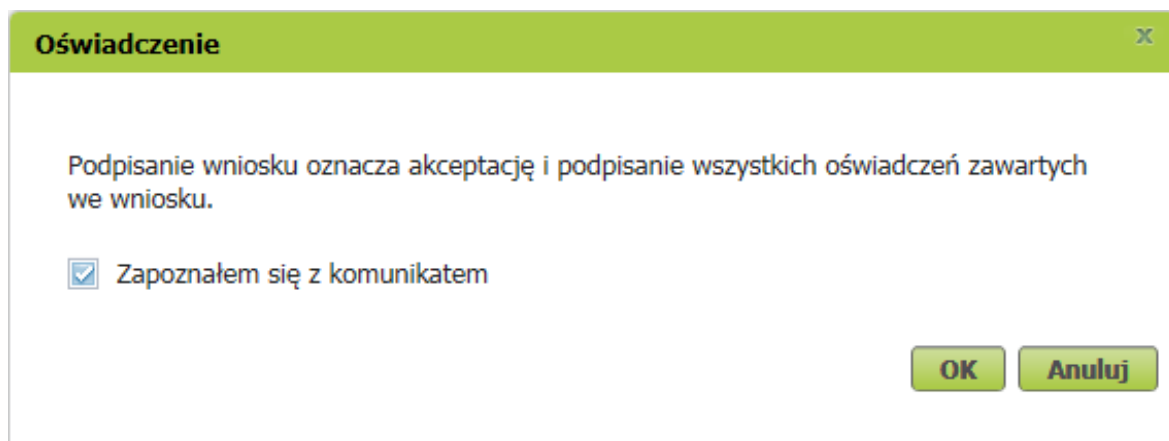 Oświadczenie
x
Podpisanie wniosku oznacza akceptację i podpisanie wszystkich oświadczeń zawartych
we wniosku.
Zapoznałem się z komunikatem
OK Anuluj